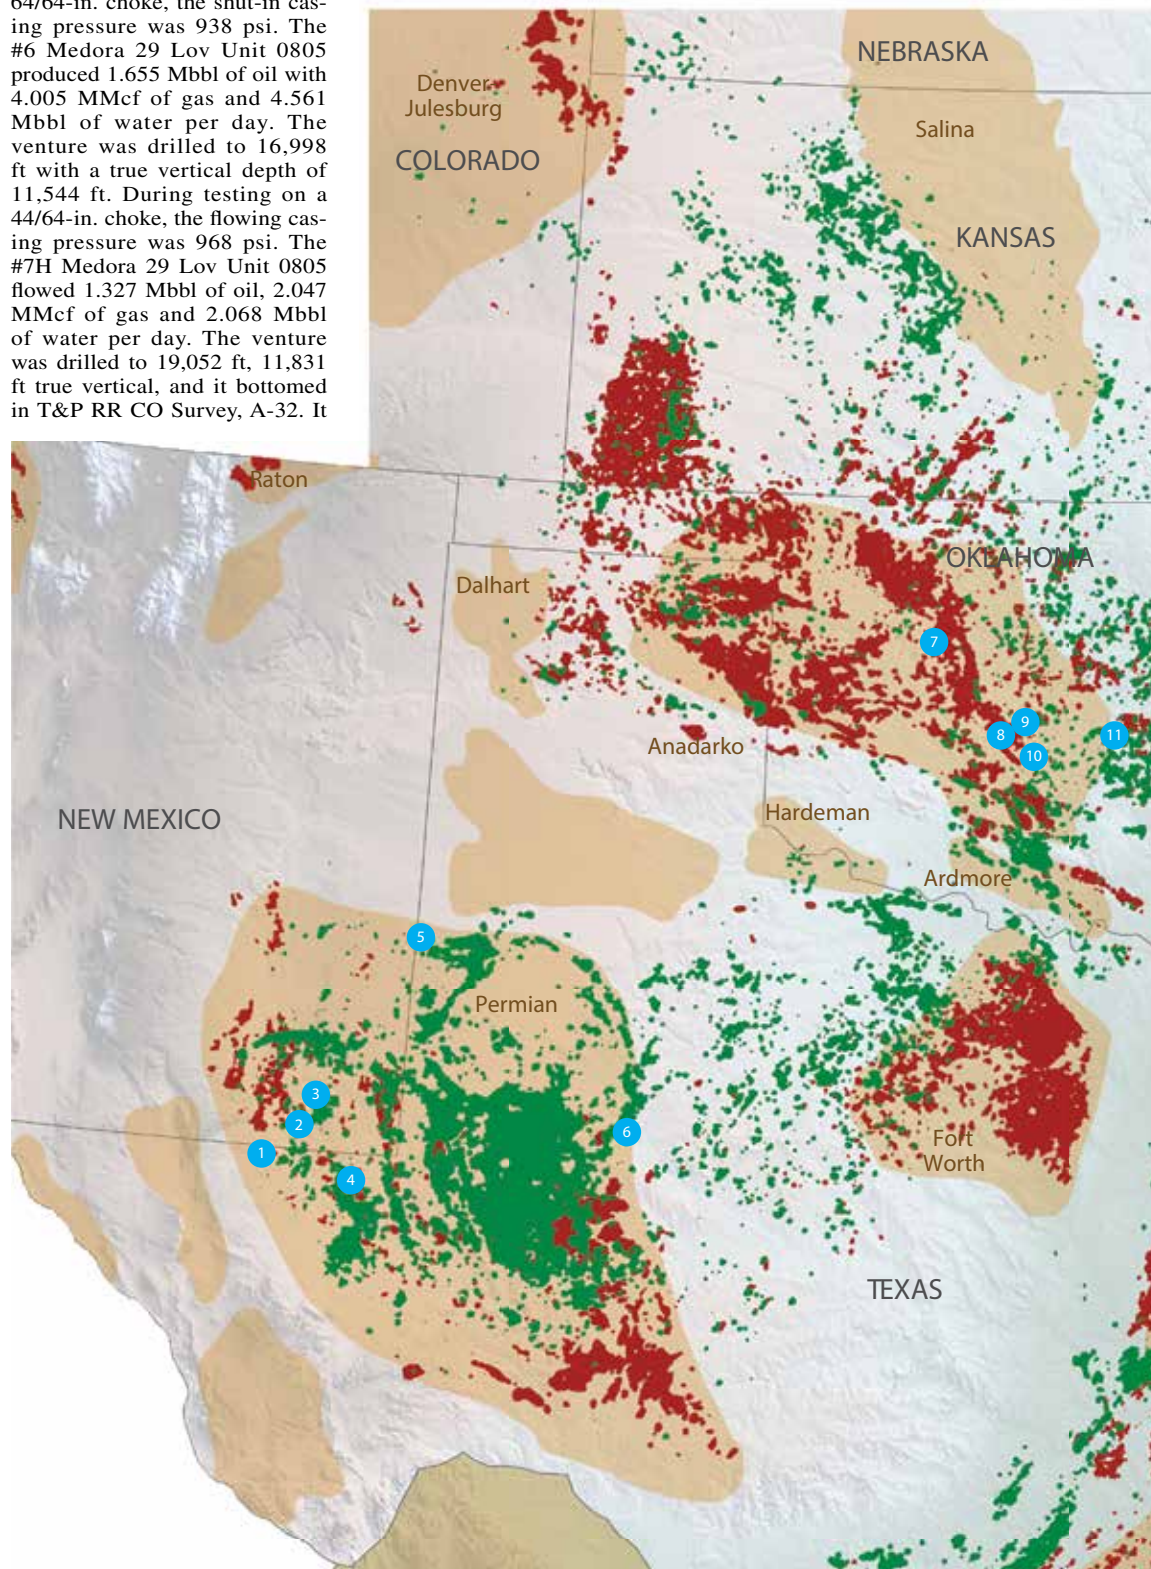 64/64-in. choke, the shut-in cas-
ing pressure was 938 psi. The
#6 Medora 29 Lov Unit 0805
produced 1.655 Mbbl of oil with
4.005 MMcf of gas and 4.561
Mbbl of water per day. The
venture was drilled to 16,998
ft with a true vertical depth of
11,544 ft. During testing on a
44/64-in. choke, the flowing cas-
ing pressure was 968 psi. The
#7H Medora 29 Lov Unit 0805
flowed 1.327 Mbbl of oil, 2.047
MMcf of gas and 2.068 Mbbl
of water per day. The venture
was drilled to 19,052 ft, 11,831
ft true vertical, and it bottomed
in T&P RR CO Survey, A-32. It
NEBRASKA
Denver-
Julesburg
Salina
COLORADO
KANSAS
Raton
OKLAHOMA
Dalhart
7
9
8
11
Anadarko
10
NEW MEXICO
Hardeman
Ardmore
5
Permian
3
2
6
Fort
Worth
1
4
TEXAS